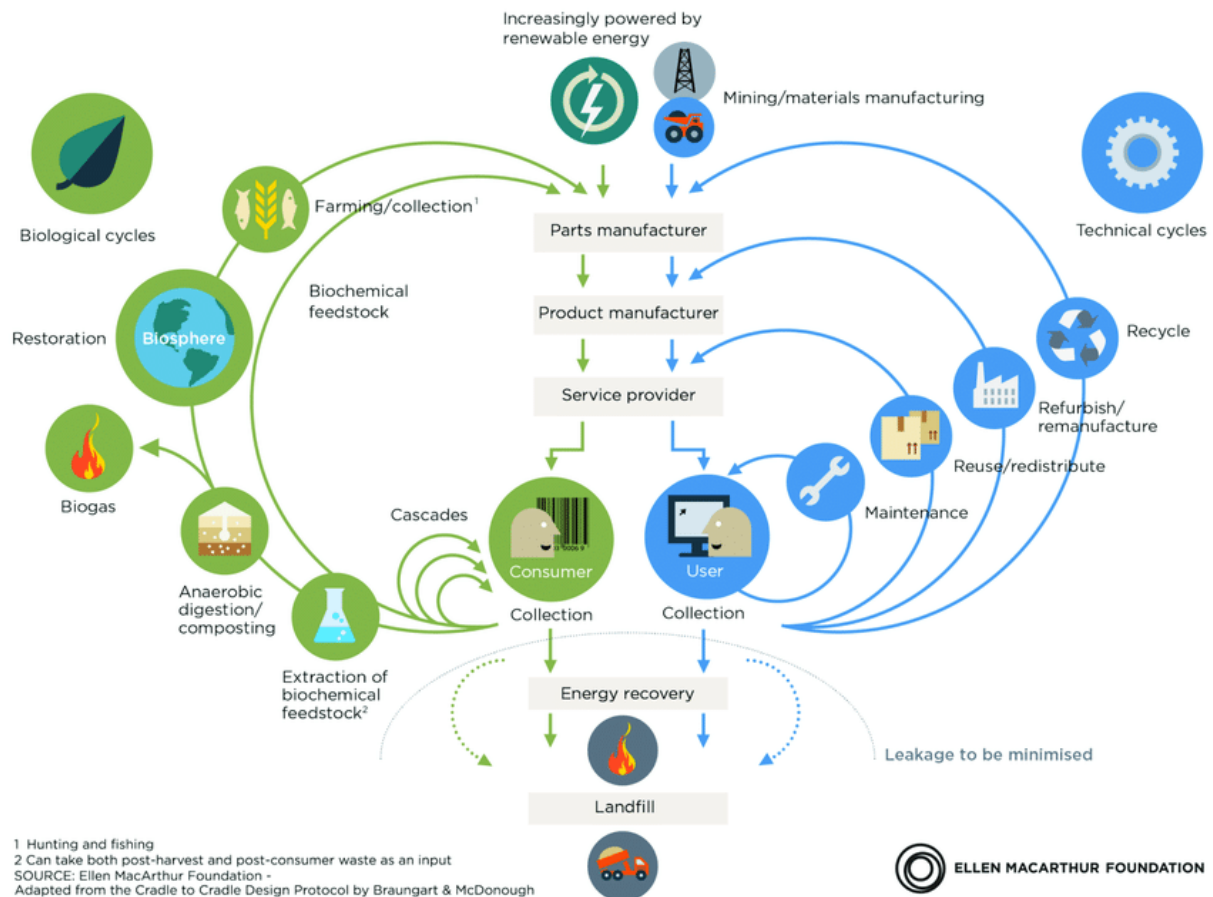 Increasingly powered by
renewable energy
Mining/materials manufacturing
Biological cycles
Farming/collection¹
Technical cycles
Parts manufacturer
Biochemical
feedstock
Restoration
Biosphere
Product manufacturer
Recycle
Service provider
Refurbish/
remanufacture
Reuse/redistribute
Biogas
Cascades
Maintenance
Consumer
User
Anaerobic
digestion/
composting
Collection
Collection
Extraction of
biochemical
feedstock²
Energy recovery
Leakage to be minimised
Landfill
1 Hunting and fishing
2 Can take both post-harvest and post-consumer waste as an input
SOURCE: Ellen MacArthur Foundation -
Adapted from the Cradle to Cradle Design Protocol by Braungart & McDonough
ELLEN MACARTHUR FOUNDATION